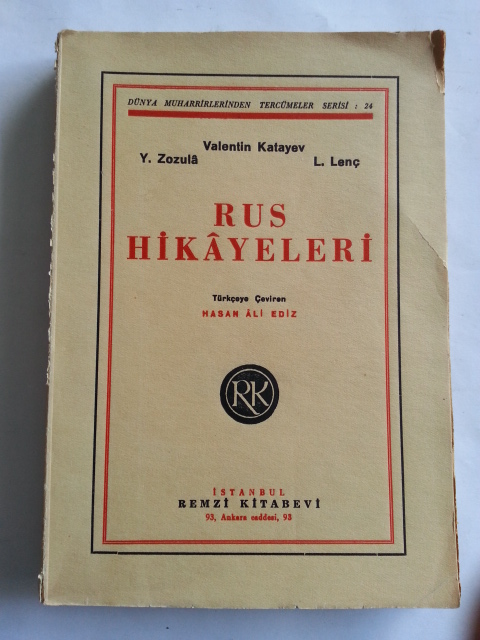 DÜNYA MUHARRİRLERİNDEN TERCÜMELER SERİSİ : 24
Valentin Katayev
Y. Zozulâ L. Lenç
RUS
HİKÂYELERİ
Türkçeye Çeviren
HASAN ÂLİ EDİZ
RK
İSTANBUL
REMZİ KİTABEVİ
93, Ankara caddesi, 93